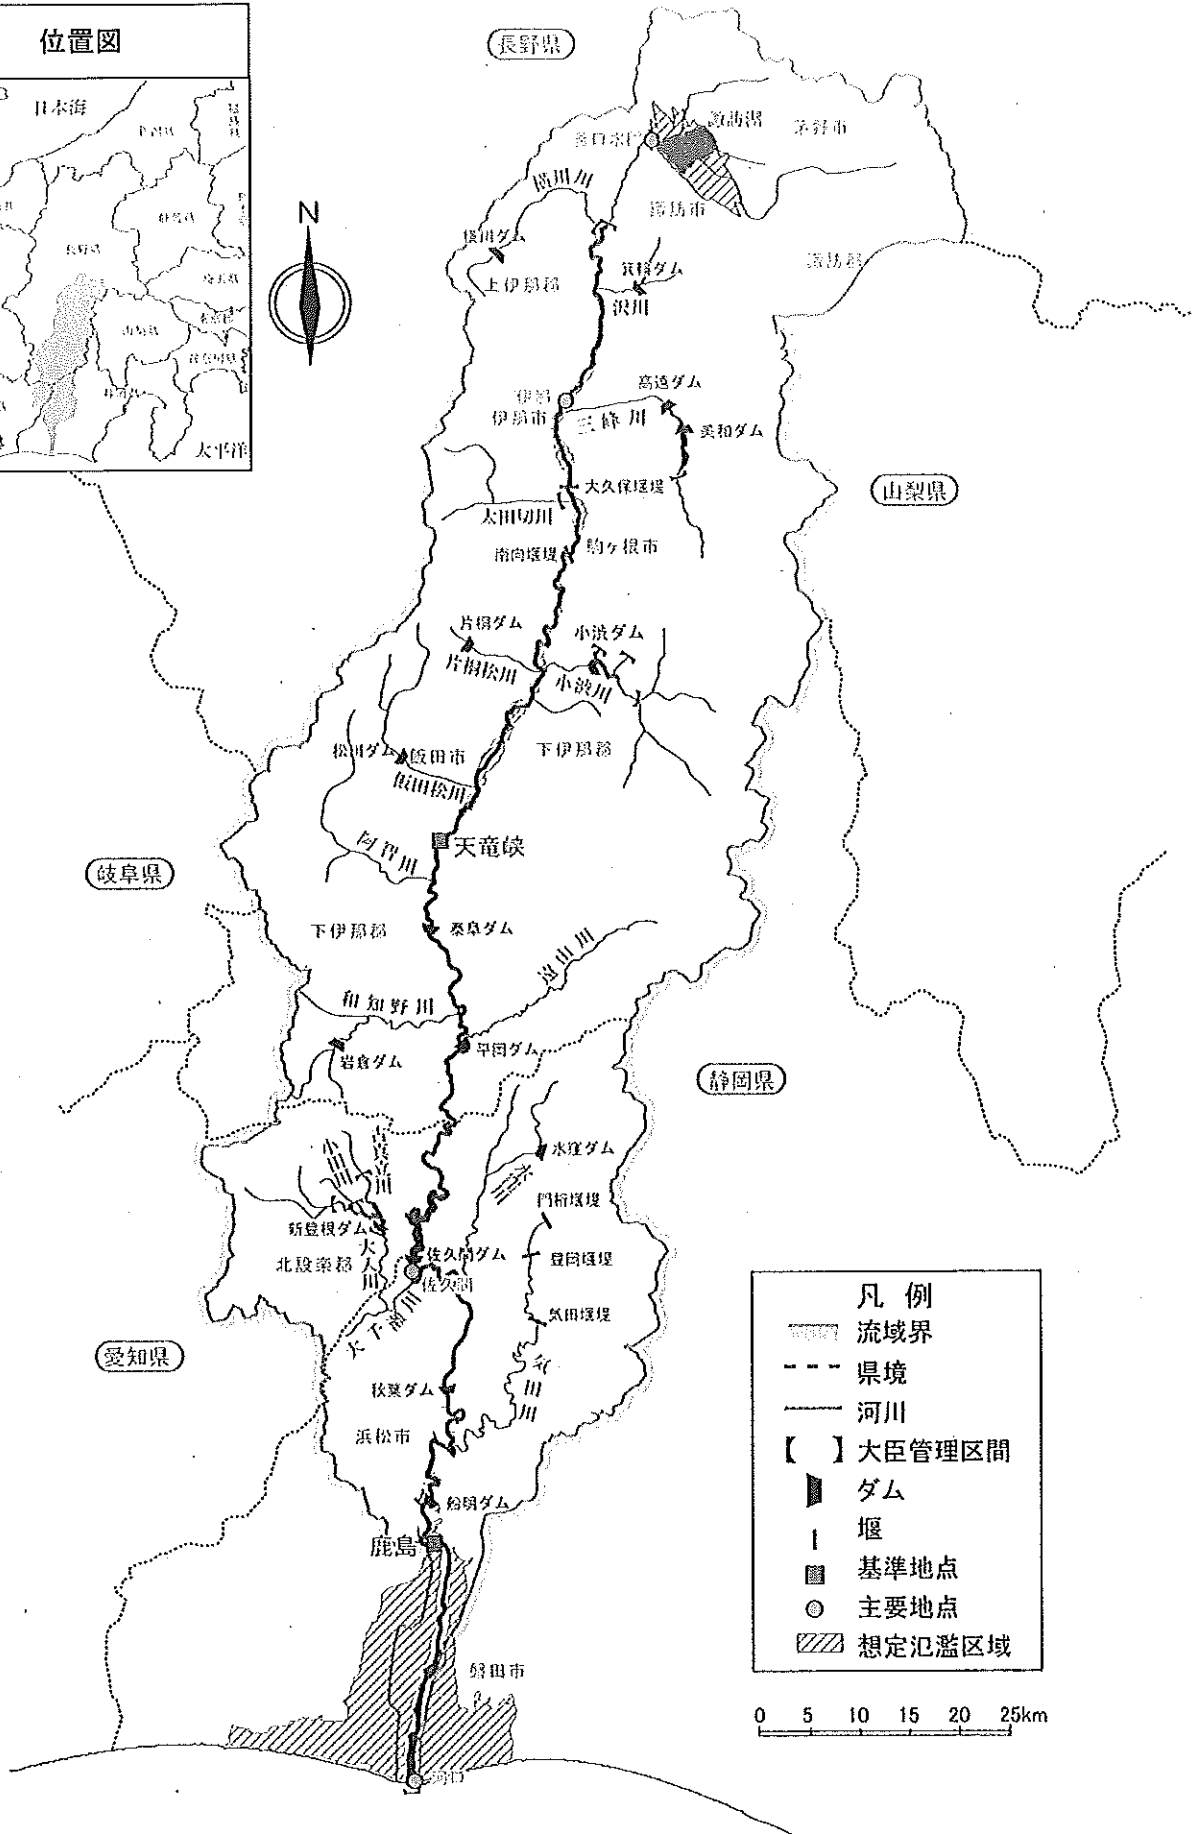 位置図
日本海
長野県
太平洋
N
長野県
諏訪湖
茅野市
釜口水門
諏訪市
諏訪郡
横川川
横川ダム
上伊那郡
箕輪ダム
沢川
伊那
伊那市
高遠ダム
三峰川
美和ダム
大久保堰堤
太田切川
駒ヶ根市
南向堰堤
山梨県
片桐ダム
片桐松川
小渋ダム
小渋川
下伊那郡
松川ダム
飯田市
飯田松川
天竜峡
阿智川
岐阜県
下伊那郡
泰阜ダム
遠山川
和知野川
岩倉ダム
平岡ダム
静岡県
水窪ダム
門桁堰堤
新豊根ダム
大入川
北設楽郡
佐久間ダム
佐久間
豊岡堰堤
気田堰堤
大千瀬川
気田川
愛知県
秋葉ダム
浜松市
船明ダム
鹿島
磐田市
河口
凡 例
流域界
県境
河川
【 】大臣管理区間
ダム
堰
基準地点
主要地点
想定氾濫区域
0 5 10 15 20 25km